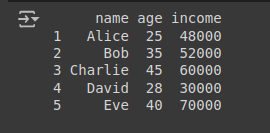 name age income
1 Alice 25 48000
2 Bob 35 52000
3 Charlie 45 60000
4 David 28 30000
5 Eve 40 70000